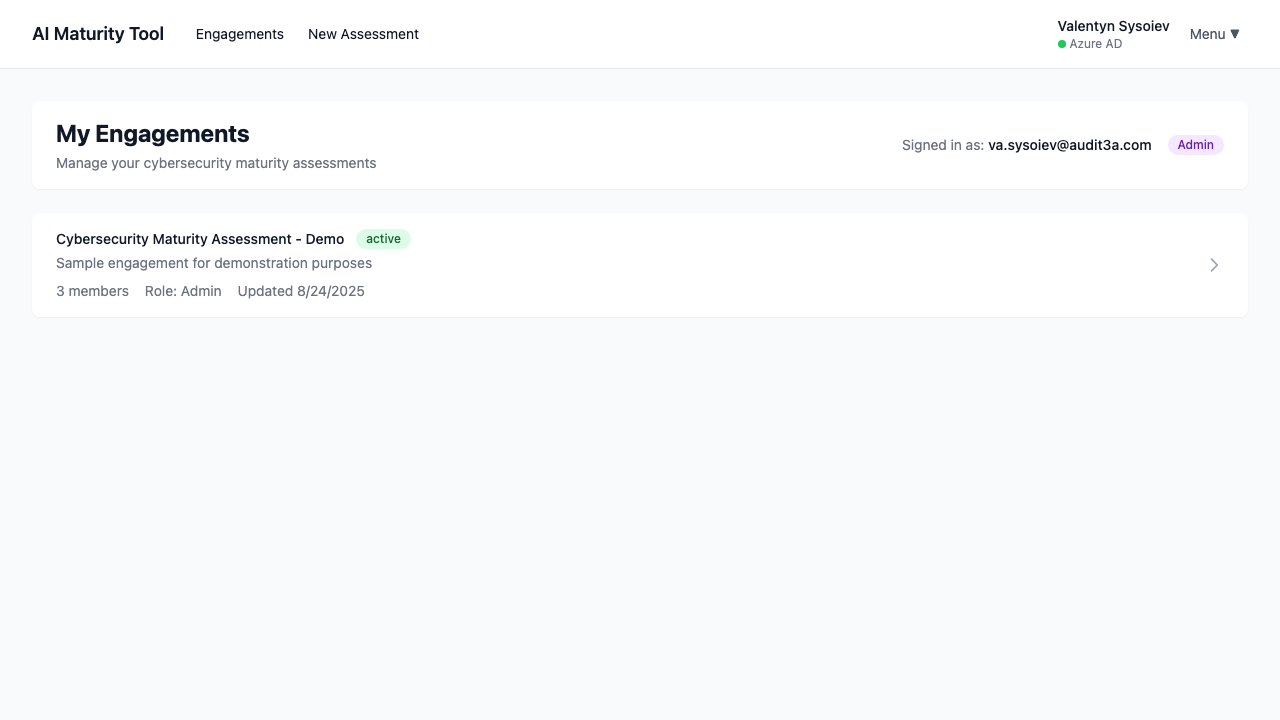 AI Maturity Tool
Engagements
New Assessment
Valentyn Sysoiev
Azure AD
Menu ▼
My Engagements
Manage your cybersecurity maturity assessments
Signed in as: va.sysoiev@audit3a.com
Admin
Cybersecurity Maturity Assessment - Demo
active
Sample engagement for demonstration purposes
3 members
Role: Admin
Updated 8/24/2025